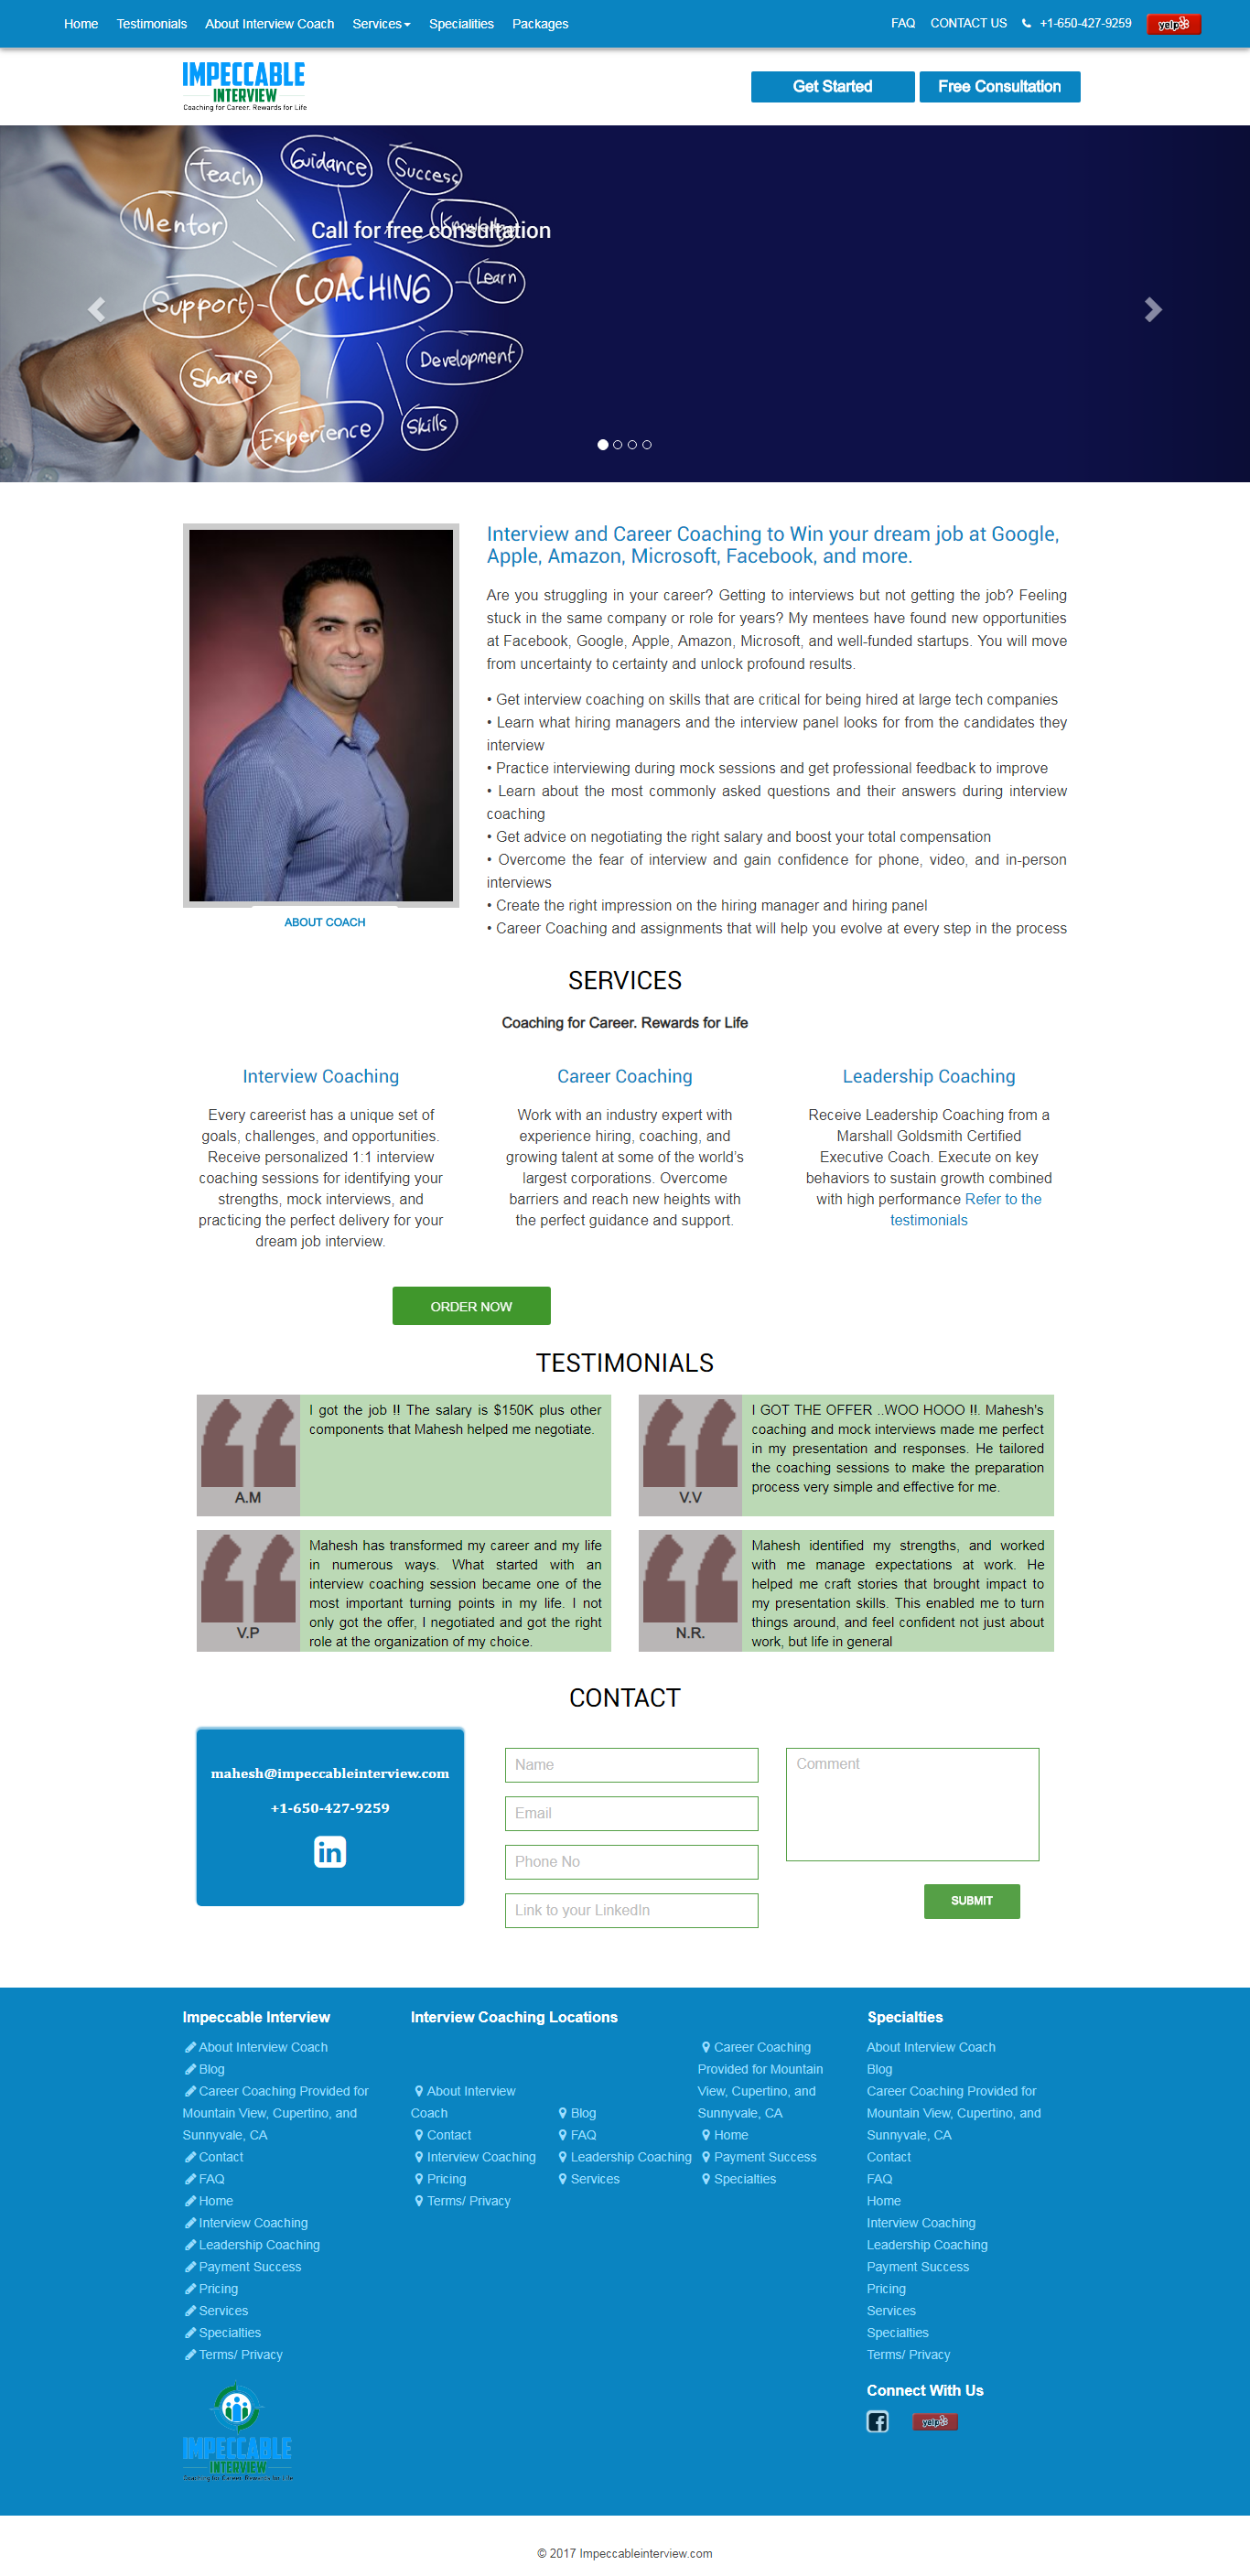 Home Testimonials About Interview Coach Services Specialities Packages FAQ CONTACT US +1-650-427-9259 yelp
IMPECCABLE
INTERVIEW
Coaching for Career. Rewards for Life
Get Started Free Consultation
Teach
Guidance
Success
Mentor
Knowledge
Call for free consultation
COACHING
Learn
Support
Development
Share
Experience
Skills
Interview and Career Coaching to Win your dream job at Google,
Apple, Amazon, Microsoft, Facebook, and more.
Are you struggling in your career? Getting to interviews but not getting the job? Feeling
stuck in the same company or role for years? My mentees have found new opportunities
at Facebook, Google, Apple, Amazon, Microsoft, and well-funded startups. You will move
from uncertainty to certainty and unlock profound results.
• Get interview coaching on skills that are critical for being hired at large tech companies
• Learn what hiring managers and the interview panel looks for from the candidates they
interview
• Practice interviewing during mock sessions and get professional feedback to improve
• Learn about the most commonly asked questions and their answers during interview
coaching
• Get advice on negotiating the right salary and boost your total compensation
• Overcome the fear of interview and gain confidence for phone, video, and in-person
interviews
• Create the right impression on the hiring manager and hiring panel
• Career Coaching and assignments that will help you evolve at every step in the process
ABOUT COACH
SERVICES
Coaching for Career. Rewards for Life
Interview Coaching
Every careerist has a unique set of
goals, challenges, and opportunities.
Receive personalized 1:1 interview
coaching sessions for identifying your
strengths, mock interviews, and
practicing the perfect delivery for your
dream job interview.
Career Coaching
Work with an industry expert with
experience hiring, coaching, and
growing talent at some of the world's
largest corporations. Overcome
barriers and reach new heights with
the perfect guidance and support.
Leadership Coaching
Receive Leadership Coaching from a
Marshall Goldsmith Certified
Executive Coach. Execute on key
behaviors to sustain growth combined
with high performance Refer to the
testimonials
ORDER NOW
TESTIMONIALS
I got the job !! The salary is $150K plus other
components that Mahesh helped me negotiate.
A.M
I GOT THE OFFER ..WOO HOOO !!. Mahesh's
coaching and mock interviews made me perfect
in my presentation and responses. He tailored
the coaching sessions to make the preparation
process very simple and effective for me.
V.V
Mahesh has transformed my career and my life
in numerous ways. What started with an
interview coaching session became one of the
most important turning points in my life. I not
only got the offer, I negotiated and got the right
role at the organization of my choice.
V.P
Mahesh identified my strengths, and worked
with me manage expectations at work. He
helped me craft stories that brought impact to
my presentation skills. This enabled me to turn
things around, and feel confident not just about
work, but life in general
N.R.
CONTACT
mahesh@impeccableinterview.com
+1-650-427-9259
in
Name
Email
Phone No
Link to your LinkedIn
Comment
SUBMIT
Impeccable Interview
About Interview Coach
Blog
Career Coaching Provided for
Mountain View, Cupertino, and
Sunnyvale, CA
Contact
FAQ
Home
Interview Coaching
Leadership Coaching
Payment Success
Pricing
Services
Specialties
Terms/ Privacy
IMPECCABLE
INTERVIEW
Coaching for Career. Rewards for Life
Interview Coaching Locations
About Interview
Coach
Contact
Interview Coaching
Pricing
Terms/ Privacy
Blog
FAQ
Leadership Coaching
Services
Career Coaching
Provided for Mountain
View, Cupertino, and
Sunnyvale, CA
Home
Payment Success
Specialties
Specialties
About Interview Coach
Blog
Career Coaching Provided for
Mountain View, Cupertino, and
Sunnyvale, CA
Contact
FAQ
Home
Interview Coaching
Leadership Coaching
Payment Success
Pricing
Services
Specialties
Terms/ Privacy
Connect With Us
yelp
© 2017 Impeccableinterview.com